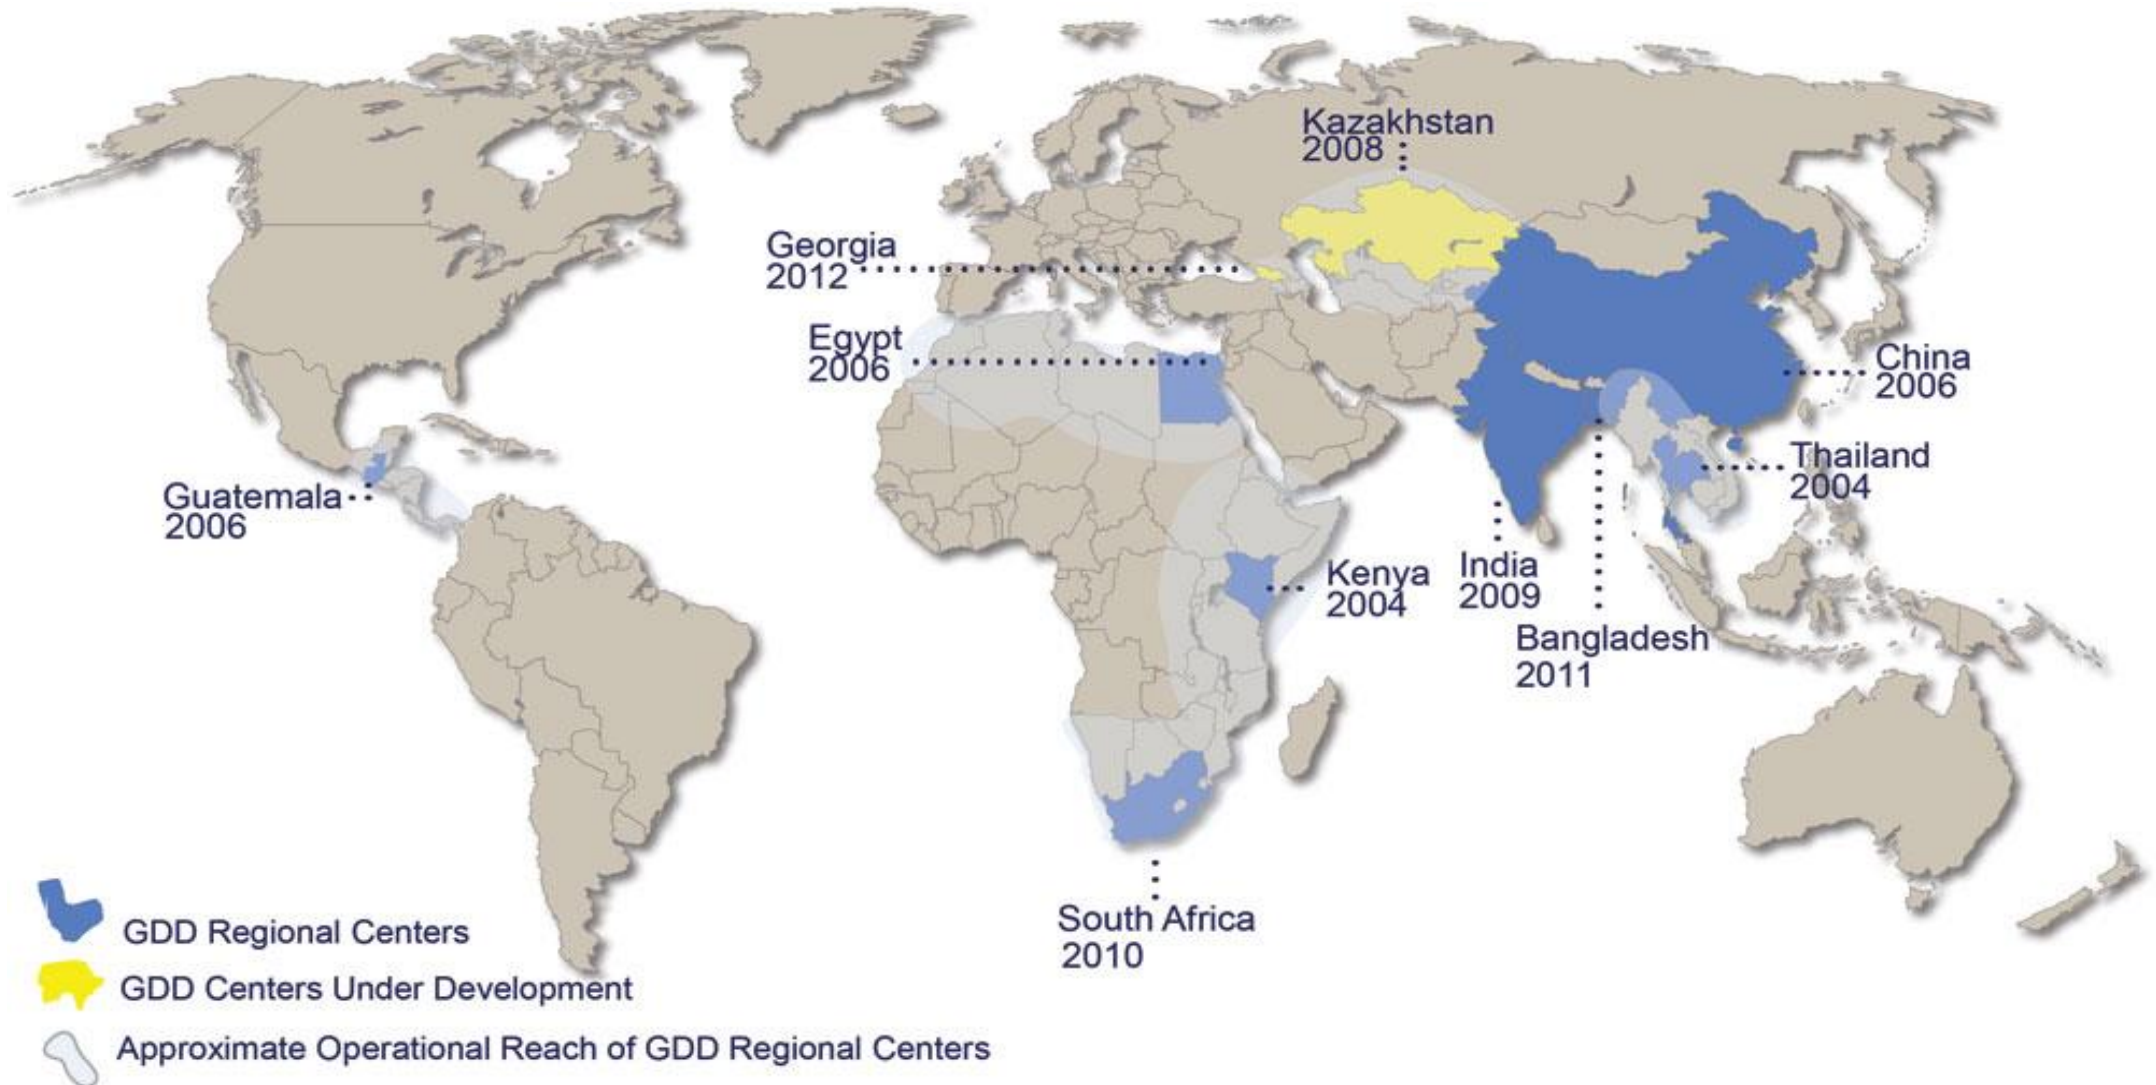 Kazakhstan
2008
Georgia
2012
Egypt
2006
China
2006
Thailand
2004
Guatemala
2006
Kenya
2004
India
2009
Bangladesh
2011
South Africa
2010
GDD Regional Centers
GDD Centers Under Development
Approximate Operational Reach of GDD Regional Centers